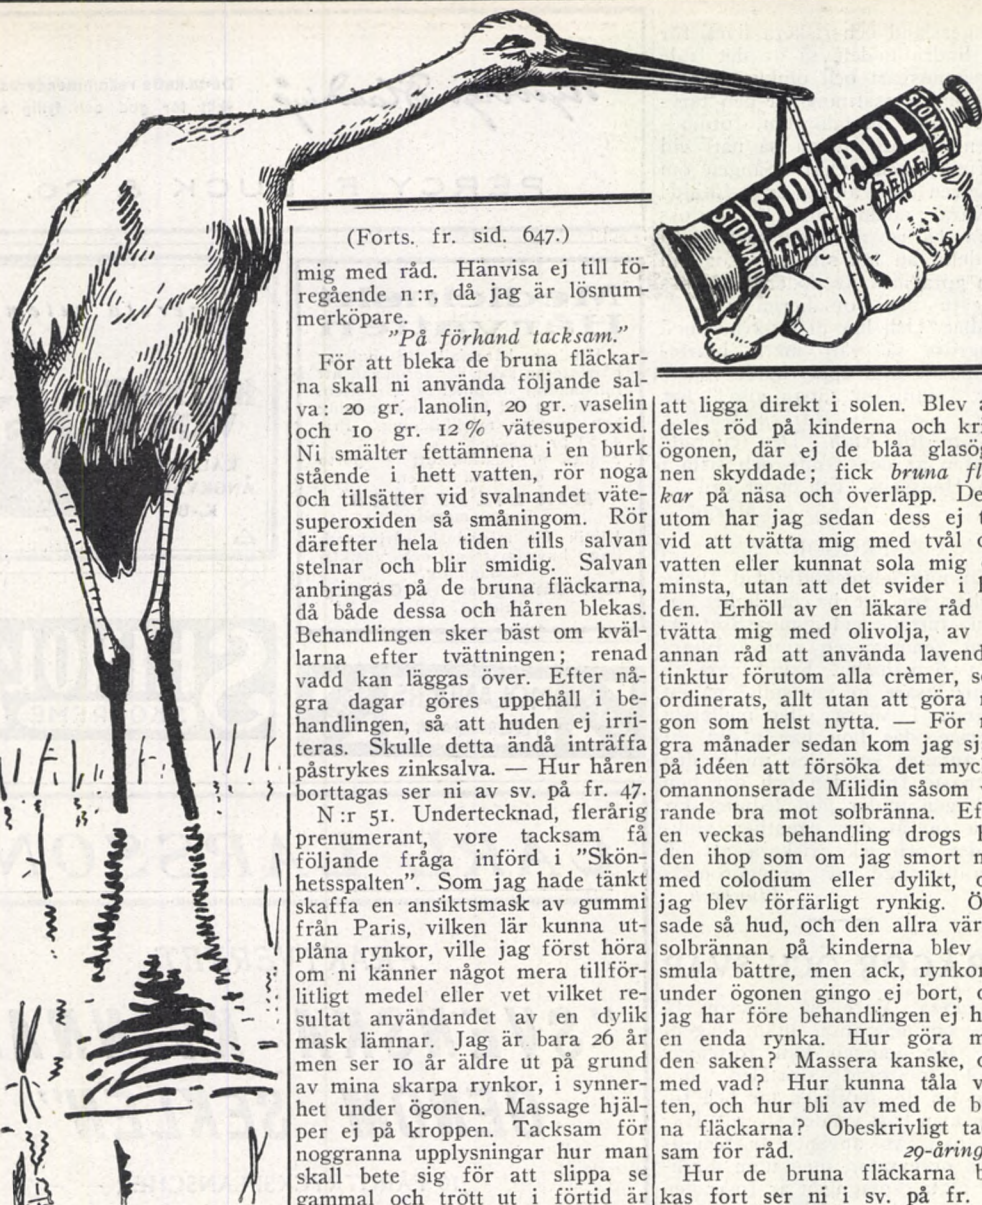 STOMATOL
STOMATOL
STOMATOL
(Forts. fr. sid. 647.)
mig med råd. Hänvisa ej till fö-
regående n:r, då jag är lösnum-
merköpare.
"På förhand tacksam."
För att bleka de bruna fläckar-
na skall ni använda följande sal-
va: 20 gr. lanolin, 20 gr. vaselin
och 10 gr. 12 % vätesuperoxid.
Ni smälter fettämnena i en burk
stående i hett vatten, rör noga
och tillsätter vid svalnandet väte-
superoxiden så småningom. Rör
därefter hela tiden tills salvan
stelnar och blir smidig. Salvan
anbringas på de bruna fläckarna,
då både dessa och håren blekas.
Behandlingen sker bäst om kväl-
larna efter tvättningen; renad
vadd kan läggas över. Efter nå-
gra dagar göres uppehåll i be-
handlingen, så att huden ej irri-
teras. Skulle detta ändå inträffa
påstrykes zinksalva. — Hur håren
borttagas ser ni av sv. på fr. 47.
N:r 51. Undertecknad, flerårig
prenumerant, vore tacksam få
följande fråga införd i "Skön-
hetsspalten". Som jag hade tänkt
skaffa en ansiktsmask av gummi
från Paris, vilken lär kunna ut-
plåna rynkor, ville jag först höra
om ni känner något mera tillför-
litligt medel eller vet vilket re-
sultat användandet av en dylik
mask lämnar. Jag är bara 26 år
men ser 10 år äldre ut på grund
av mina skarpa rynkor, i synner-
het under ögonen. Massage hjäl-
per ej på kroppen. Tacksam för
noggranna upplysningar hur man
skall bete sig för att slippa se
gammal och trött ut i förtid är
att ligga direkt i solen. Blev
deles röd på kinderna och
ögonen, där ej de blåa
nen skyddade; fick bruna
kar på näsa och överläpp.
utom har jag sedan dess ej
vid att tvätta mig med tvål
vatten eller kunnat sola mig
minsta, utan att det svider i
den. Erhöll av en läkare råd
tvätta mig med olivolja, av
annan råd att använda
tinktur förutom alla crèmer,
ordinerats, allt utan att göra
gon som helst nytta. — För
gra månader sedan kom jag
på idéen att försöka det
omannonserade Milidin såsom
rande bra mot solbränna.
en veckas behandling drogs
den ihop som om jag smort
med colodium eller dylikt,
jag blev förfärligt rynkig.
sade så hud, och den allra
solbrännan på kinderna blev
smula bättre, men ack,
under ögonen gingo ej bort,
jag har före behandlingen ej
en enda rynka. Hur göra
den saken? Massera kanske,
med vad? Hur kunna tåla
ten, och hur bli av med de
na fläckarna? Obeskrivligt
sam för råd. 29-
Hur de bruna fläckarna
kas fort ser ni i sv. på fr.